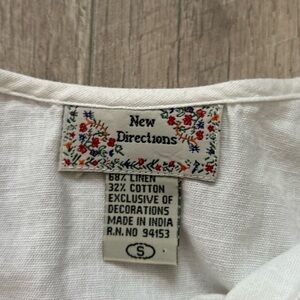 New
Directions
68% LINEN
32% COTTON
EXCLUSIVE OF
DECORATIONS
MADE IN INDIA
R.N. NO 94153
S